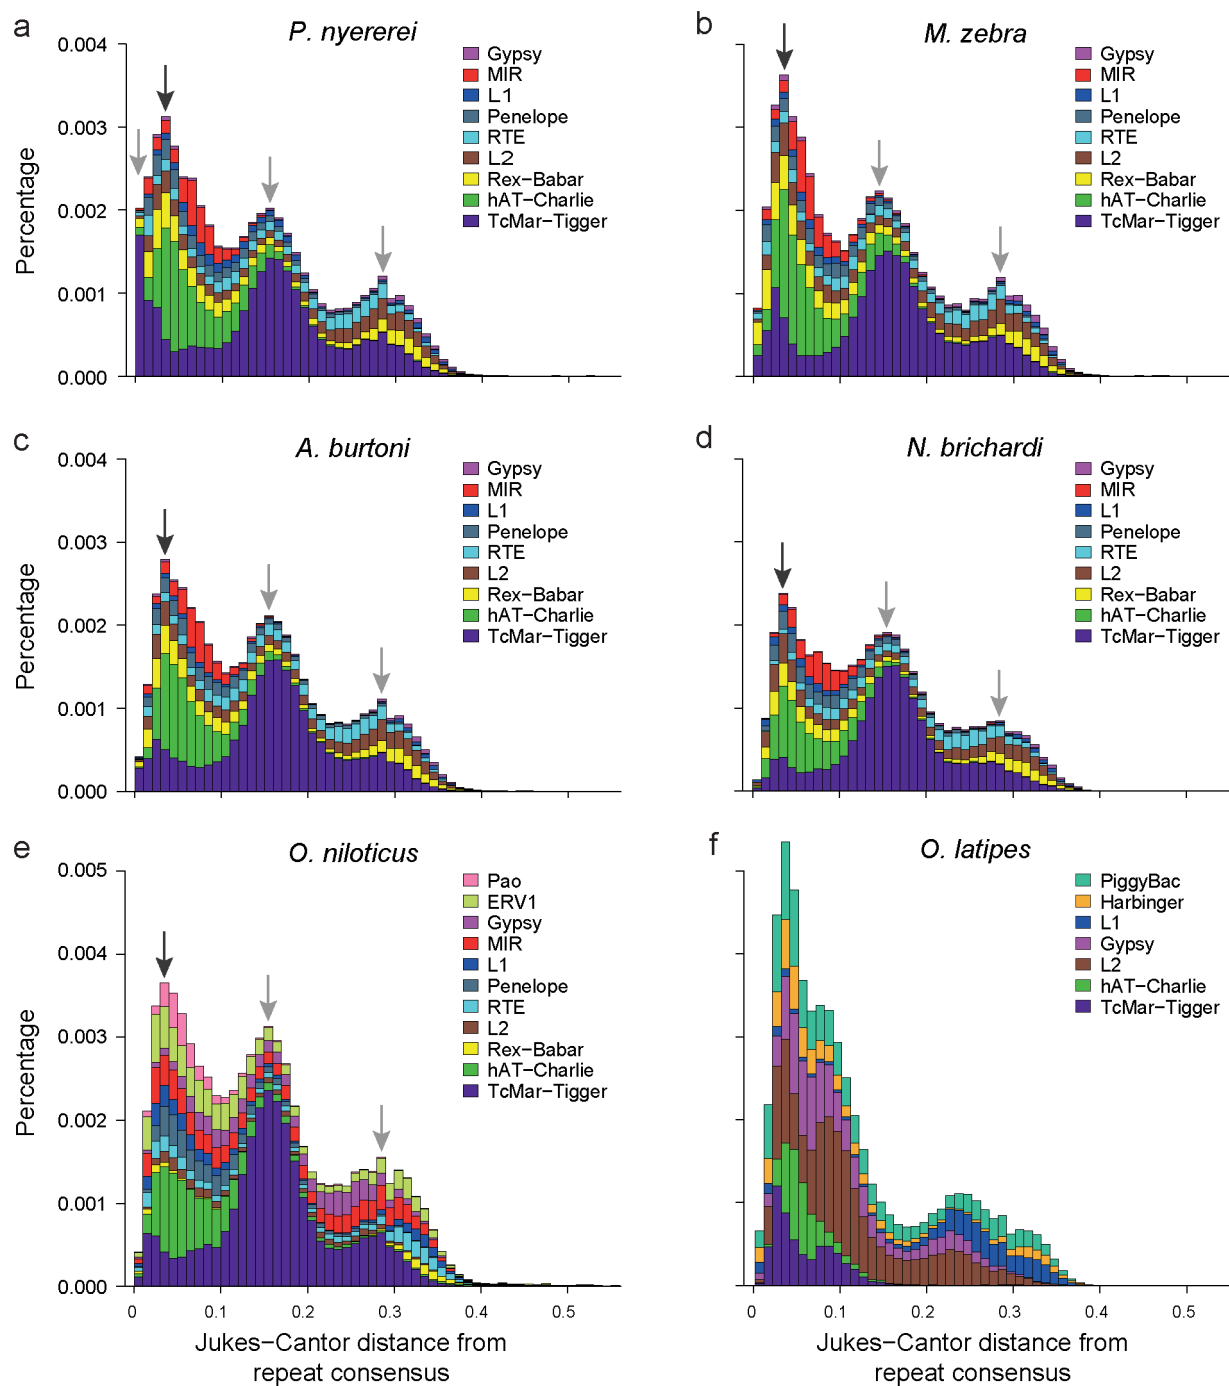 a
P. nyererei
0.004
0.003
0.002
0.001
0.000
Percentage
Gypsy
MIR
L1
Penelope
RTE
L2
Rex−Babar
hAT−Charlie
TcMar−Tigger
b
M. zebra
Gypsy
MIR
L1
Penelope
RTE
L2
Rex−Babar
hAT−Charlie
TcMar−Tigger
c
A. burtoni
0.004
0.003
0.002
0.001
0.000
Percentage
Gypsy
MIR
L1
Penelope
RTE
L2
Rex−Babar
hAT−Charlie
TcMar−Tigger
d
N. brichardi
Gypsy
MIR
L1
Penelope
RTE
L2
Rex−Babar
hAT−Charlie
TcMar−Tigger
e
O. niloticus
0.005
0.004
0.003
0.002
0.001
0.000
Percentage
Pao
ERV1
Gypsy
MIR
L1
Penelope
RTE
L2
Rex−Babar
hAT−Charlie
TcMar−Tigger
0 0.1 0.2 0.3 0.4 0.5
Jukes−Cantor distance from
repeat consensus
f
O. latipes
PiggyBac
Harbinger
L1
Gypsy
L2
hAT−Charlie
TcMar−Tigger
0 0.1 0.2 0.3 0.4 0.5
Jukes−Cantor distance from
repeat consensus